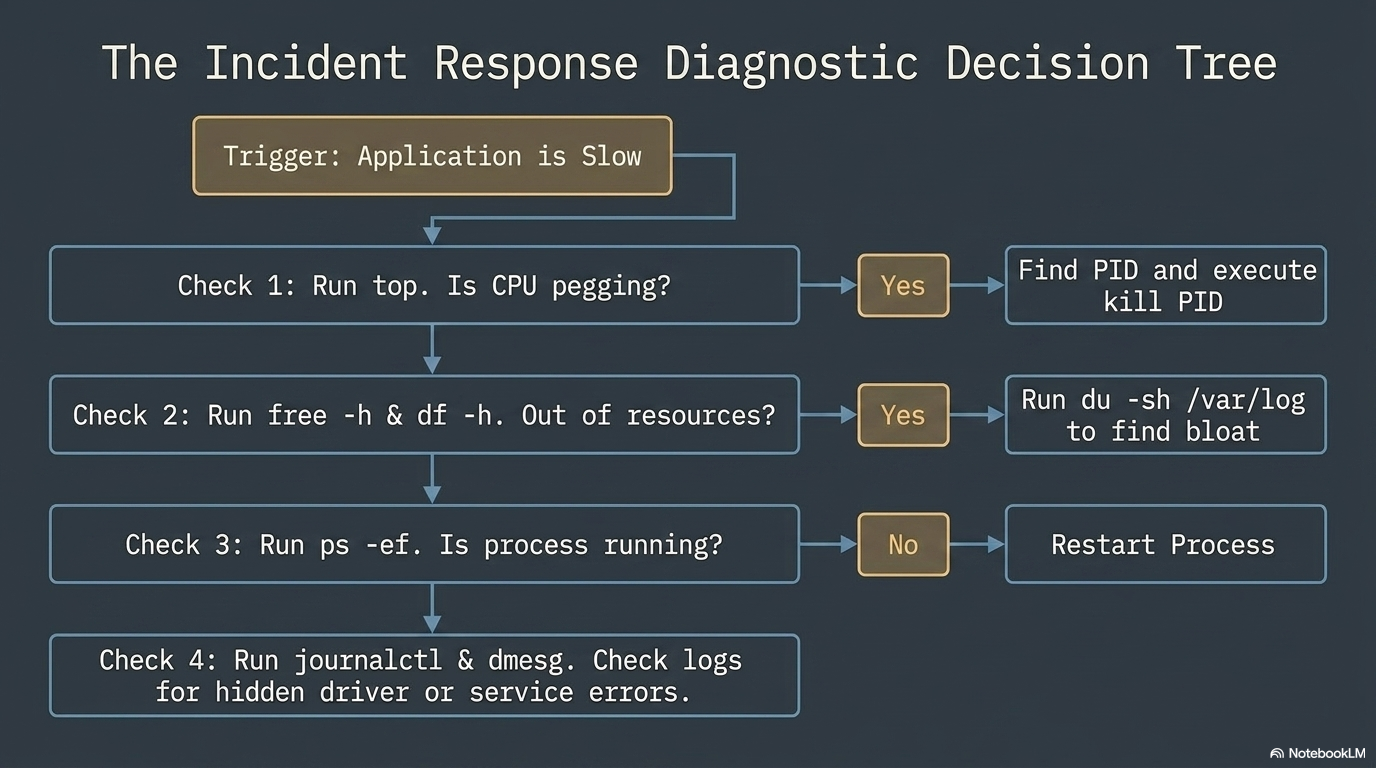 The Incident Response Diagnostic Decision Tree
Trigger: Application is Slow
Check 1: Run top. Is CPU pegging?
Yes
Find PID and execute
kill PID
Check 2: Run free -h & df -h. Out of resources?
Yes
Run du -sh /var/log
to find bloat
Check 3: Run ps -ef. Is process running?
No
Restart Process
Check 4: Run journalctl & dmesg. Check logs
for hidden driver or service errors.
NotebookLM